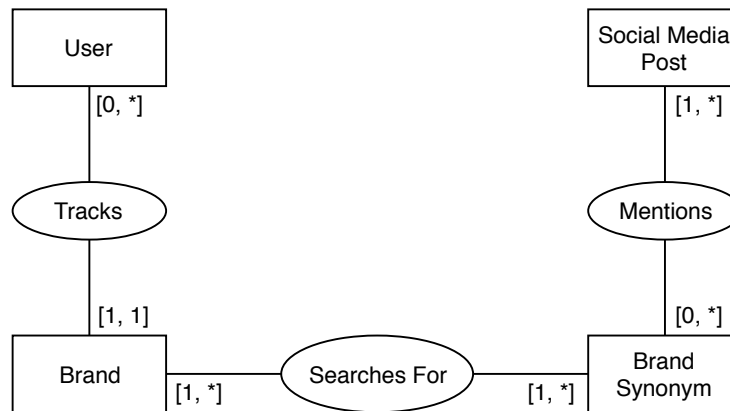 User
Social Media
Post
[0, *]
[1, *]
Tracks
Mentions
[1, 1]
[0, *]
Brand
[1, *]
Searches For
[1, *]
Brand
Synonym